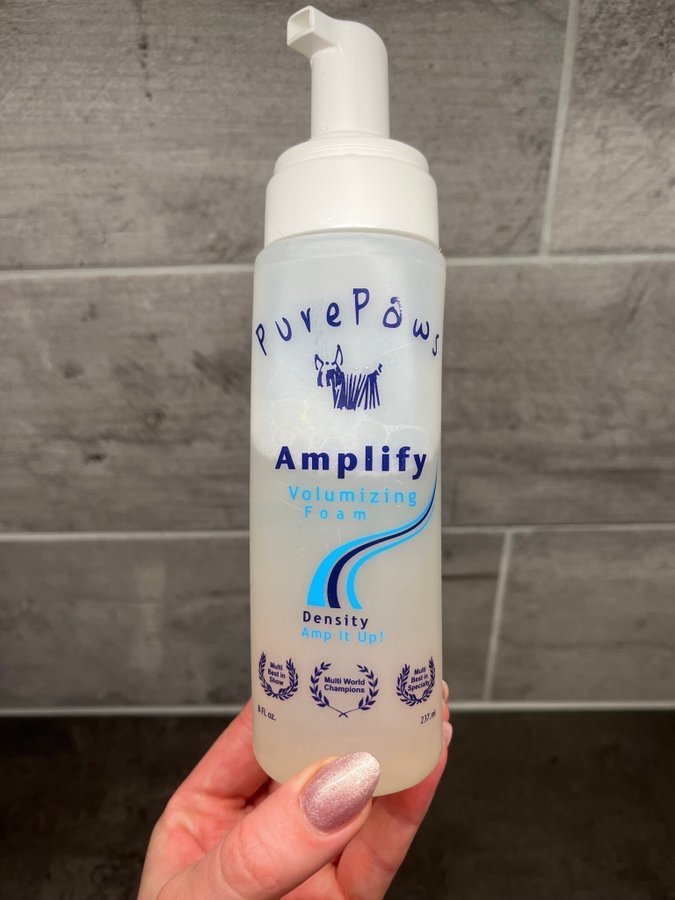 PurePaws
Amplify
Volumizing
Foam
Density
Amp It Up!
Multi
Best in
Show
Multi World
Champions
Multi
Best in
Specialty
8 FL oz.
237 ml